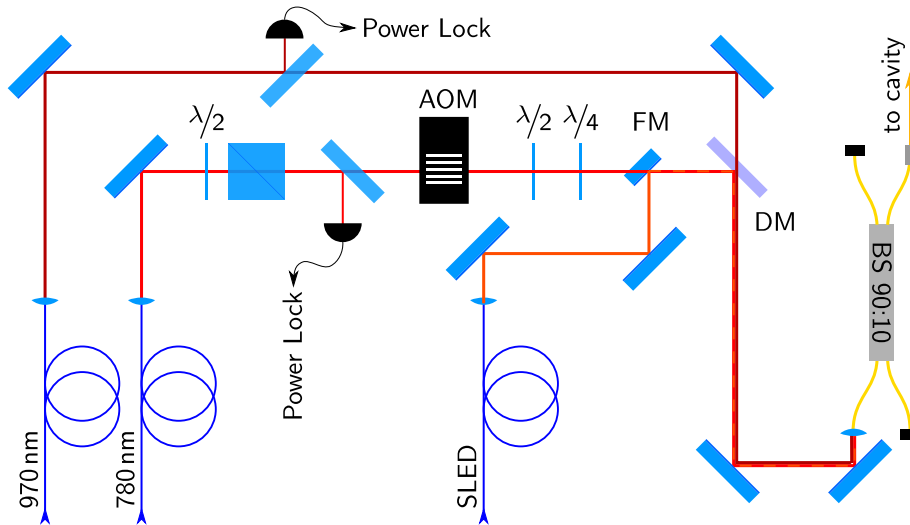 Power Lock
to cavity
AOM
λ/2
λ/2
λ/4
FM
DM
BS 90:10
Power Lock
970 nm
780 nm
SLED